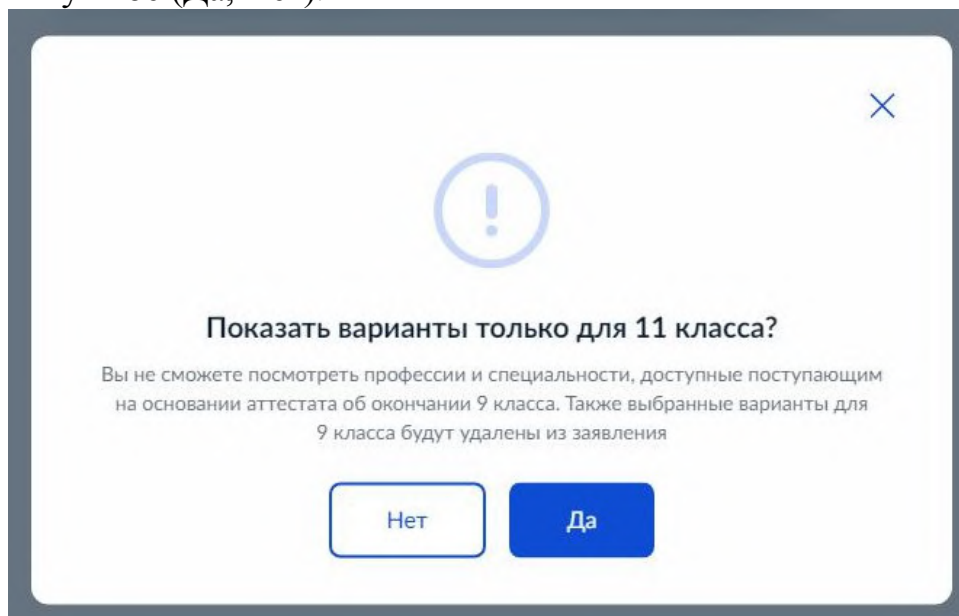 Показать варианты только для 11 класса?
Вы не сможете посмотреть профессии и специальности, доступные поступающим
на основании аттестата об окончании 9 класса. Также выбранные варианты для
9 класса будут удалены из заявления
Нет
Да